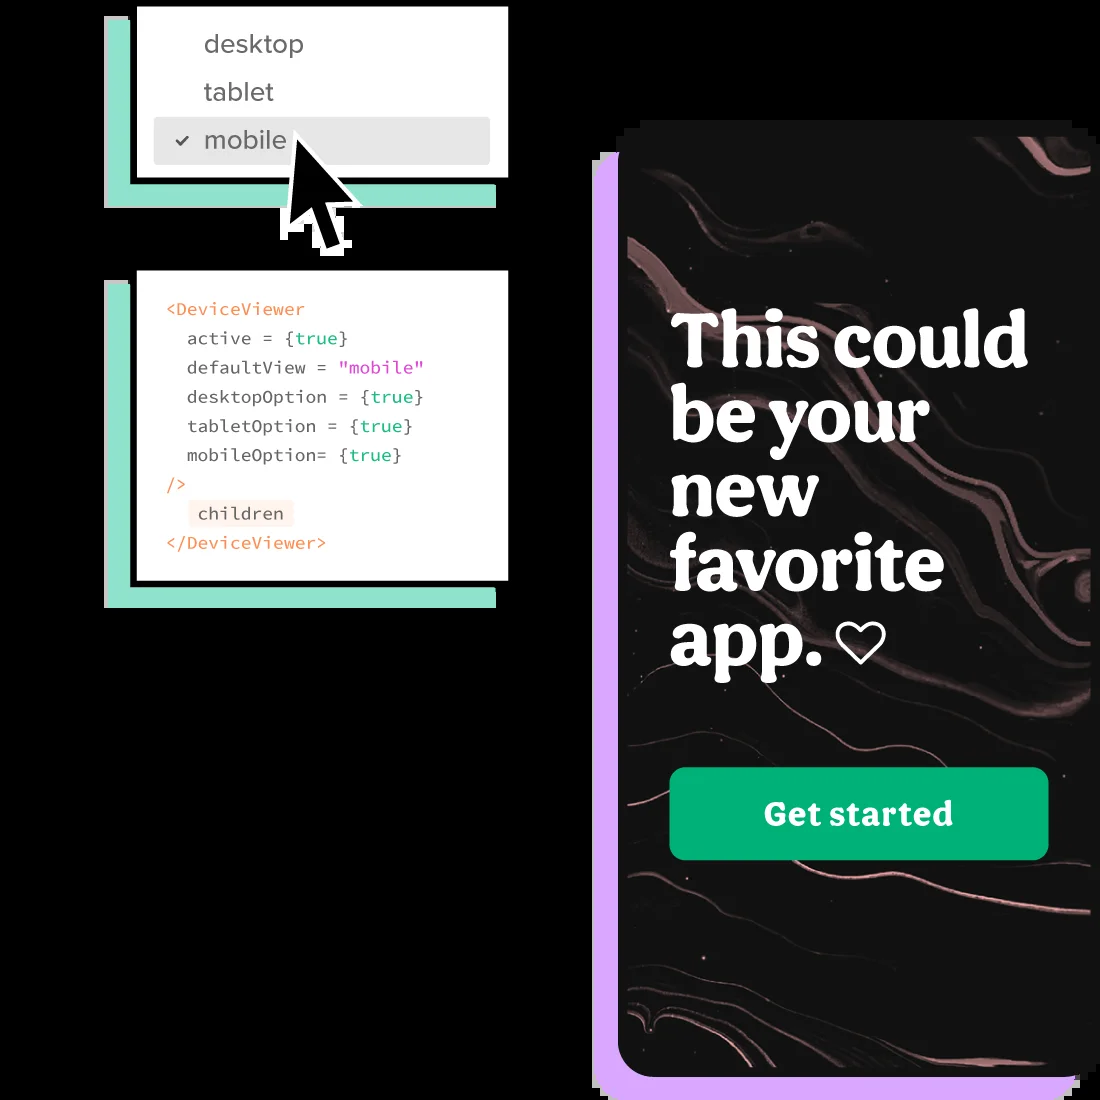 desktop
tablet
mobile
<DeviceViewer
active = {true}
defaultView = "mobile"
desktopOption = {true}
tabletOption = {true}
mobileOption= {true}
/>
children
</DeviceViewer>
This could
be your
new
favorite
app.
Get started